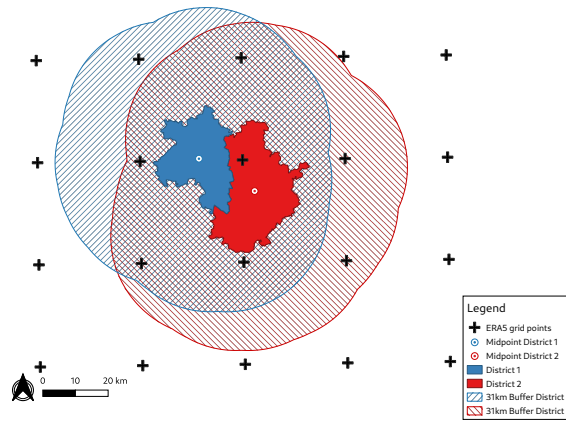 0 10 20 km
Legend
ERA5 grid points
Midpoint District 1
Midpoint District 2
District 1
District 2
31km Buffer District
31km Buffer District